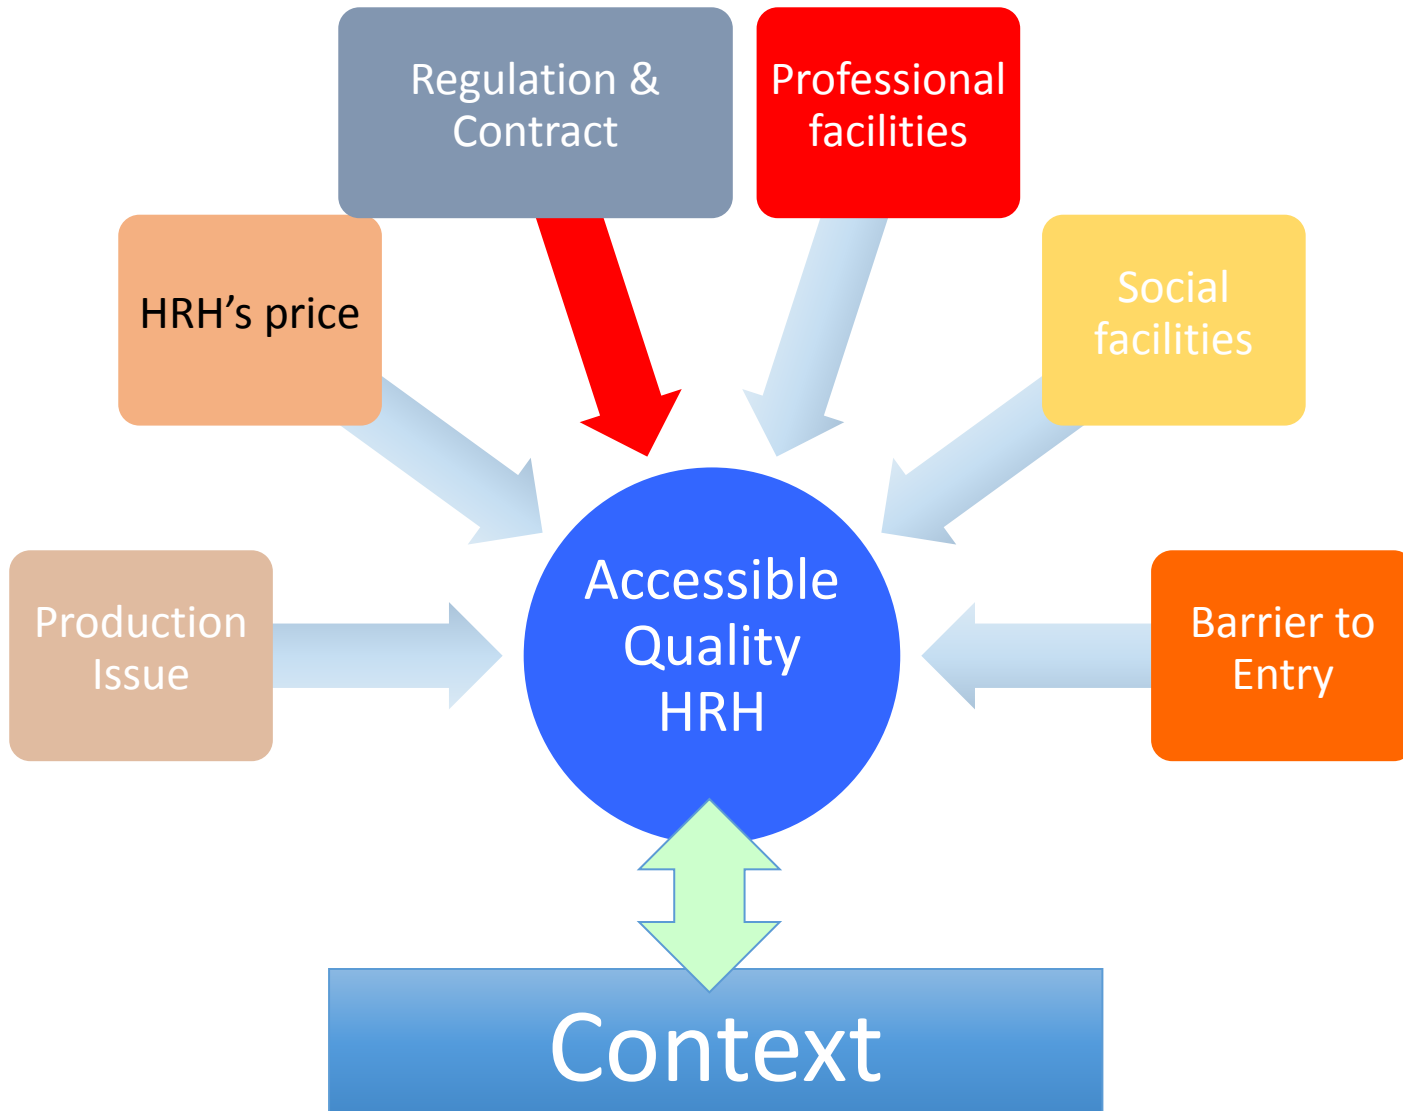 Regulation &
Contract
Professional
facilities
HRH’s price
Social
facilities
Production
Issue
Accessible
Quality
HRH
Barrier to
Entry
Context